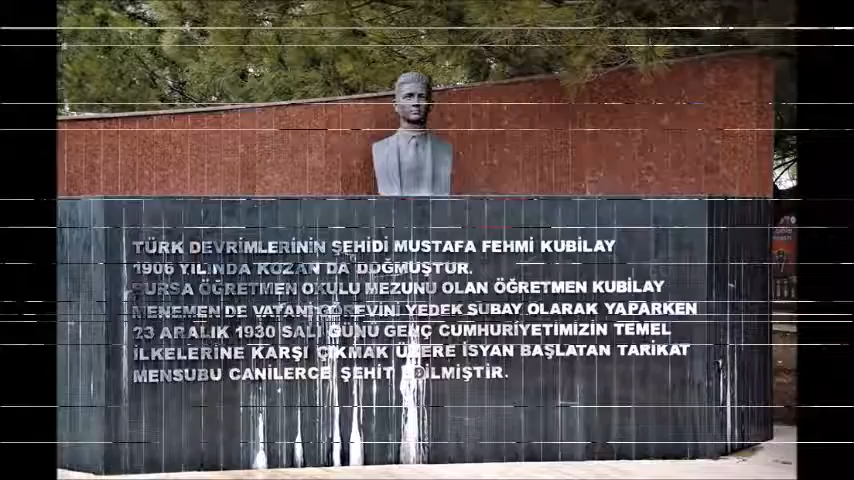 TÜRK DEVRİMLERİNİN ŞEHİDİ MUSTAFA FEHMİ KUBİLAY
1906 YILINDA KOZAN DA DOĞMUŞTUR.
BURSA ÖĞRETMEN OKULU MEZUNU OLAN ÖĞRETMEN KUBİLAY
MENEMEN DE VATANİ GÖREVİNİ YEDEK SUBAY OLARAK YAPARKEN
23 ARALIK 1930 SALI GÜNÜ GENÇ CUMHURİYETİMİZİN TEMEL
İLKELERİNE KARŞI ÇIKMAK ÜZERE İSYAN BAŞLATAN TARİKAT
MENSUBU CANİLERCE ŞEHİT EDİLMİŞTİR.